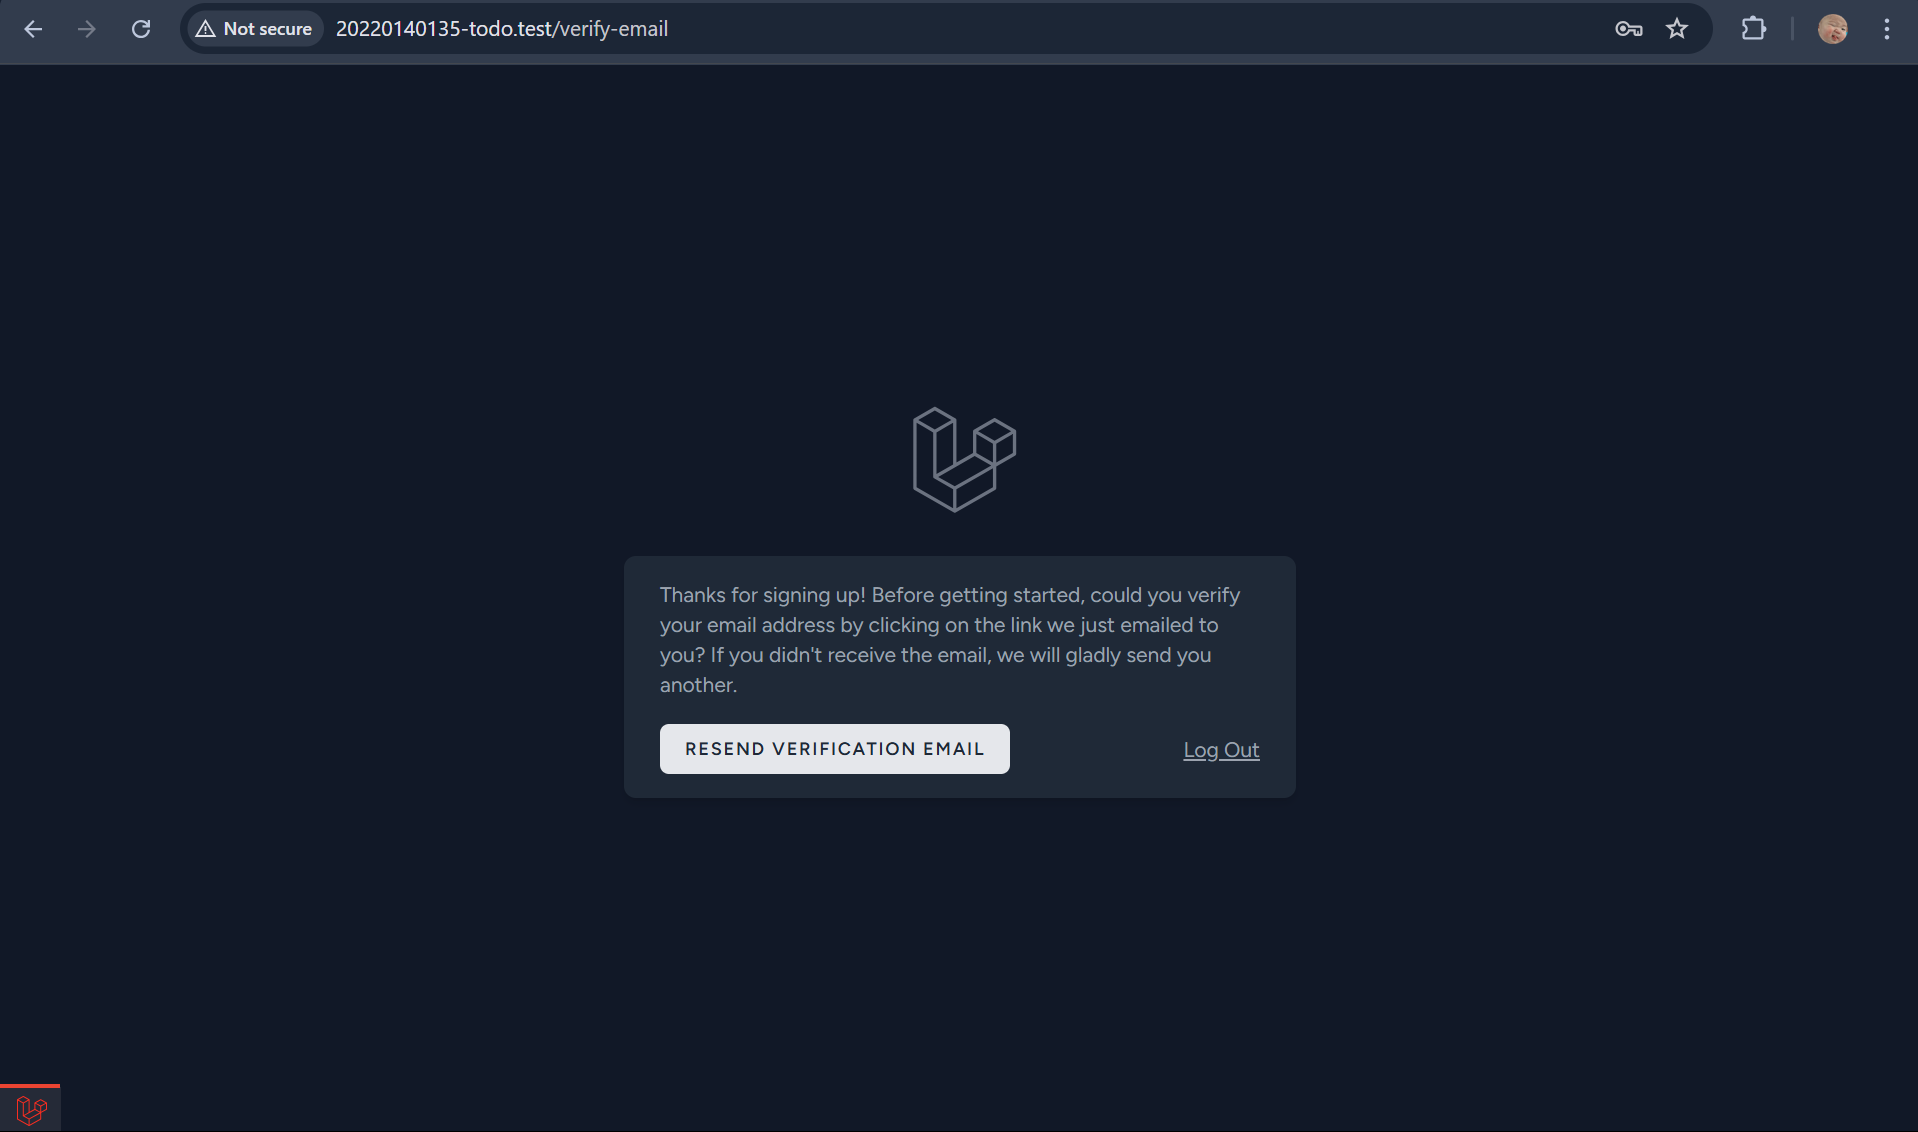 Not secure
20220140135-todo.test/verify-email
Thanks for signing up! Before getting started, could you verify
your email address by clicking on the link we just emailed to
you? If you didn't receive the email, we will gladly send you
another.
RESEND VERIFICATION EMAIL
Log Out